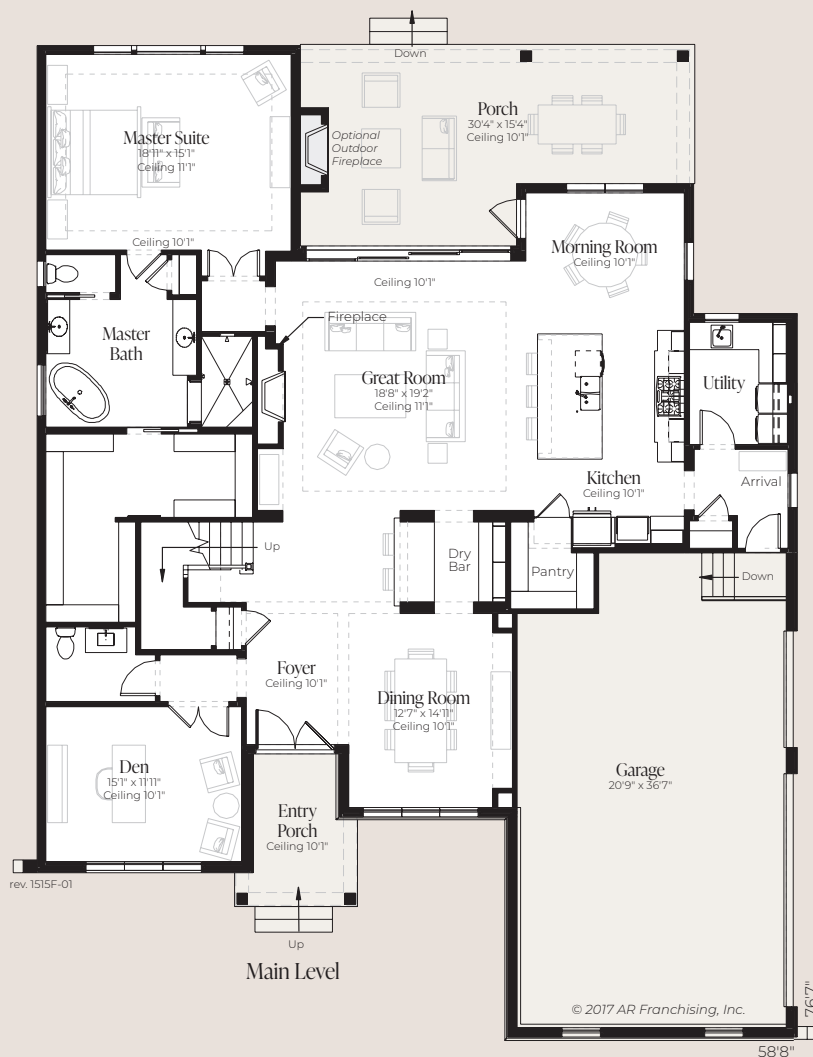 Down
Porch
30'4" x 15'4"
Ceiling 10'1"
Optional
Outdoor
Fireplace
Master Suite
18'11" x 15'1"
Ceiling 11'1"
Ceiling 10'1"
Morning Room
Ceiling 10'1"
Ceiling 10'1"
Fireplace
Master
Bath
Great Room
18'8" x 19'2"
Ceiling 11'1"
Utility
Kitchen
Ceiling 10'1"
Arrival
Up
Dry
Bar
Pantry
Down
Foyer
Ceiling 10'1"
Dining Room
12'7" x 14'11"
Ceiling 10'1"
Den
15'1" x 11'11"
Ceiling 10'1"
Garage
20'9" x 36'7"
Entry
Porch
Ceiling 10'1"
rev. 1515F-01
Up
Main Level
© 2017 AR Franchising, Inc.
76'7"
58'8"